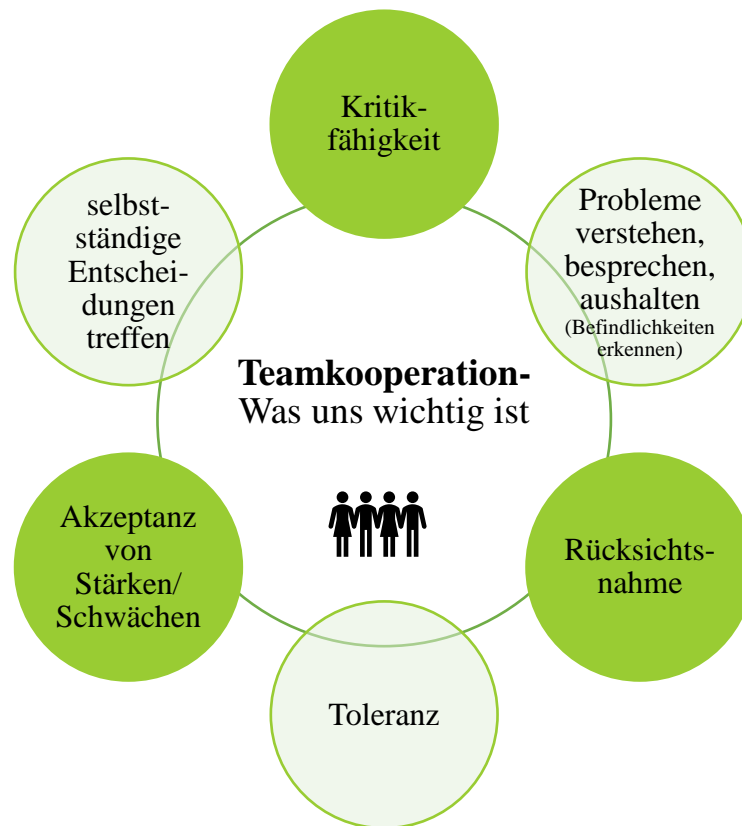 Kritik-
fähigkeit
Probleme
verstehen,
besprechen,
aushalten
(Befindlichkeiten
erkennen)
Rücksichts-
nahme
Toleranz
Akzeptanz
von
Stärken/
Schwächen
selbst-
ständige
Entschei-
dungen
treffen
Teamkooperation-
Was uns wichtig ist